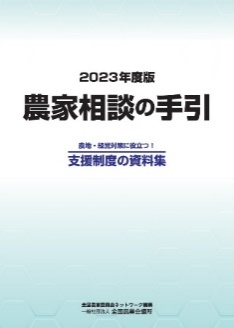 2023年度版
農家相談の手引
農地・経営対策に役立つ！
支援制度の資料集
全国農業委員会ネットワーク機構
一般社団法人 全国農業会議所